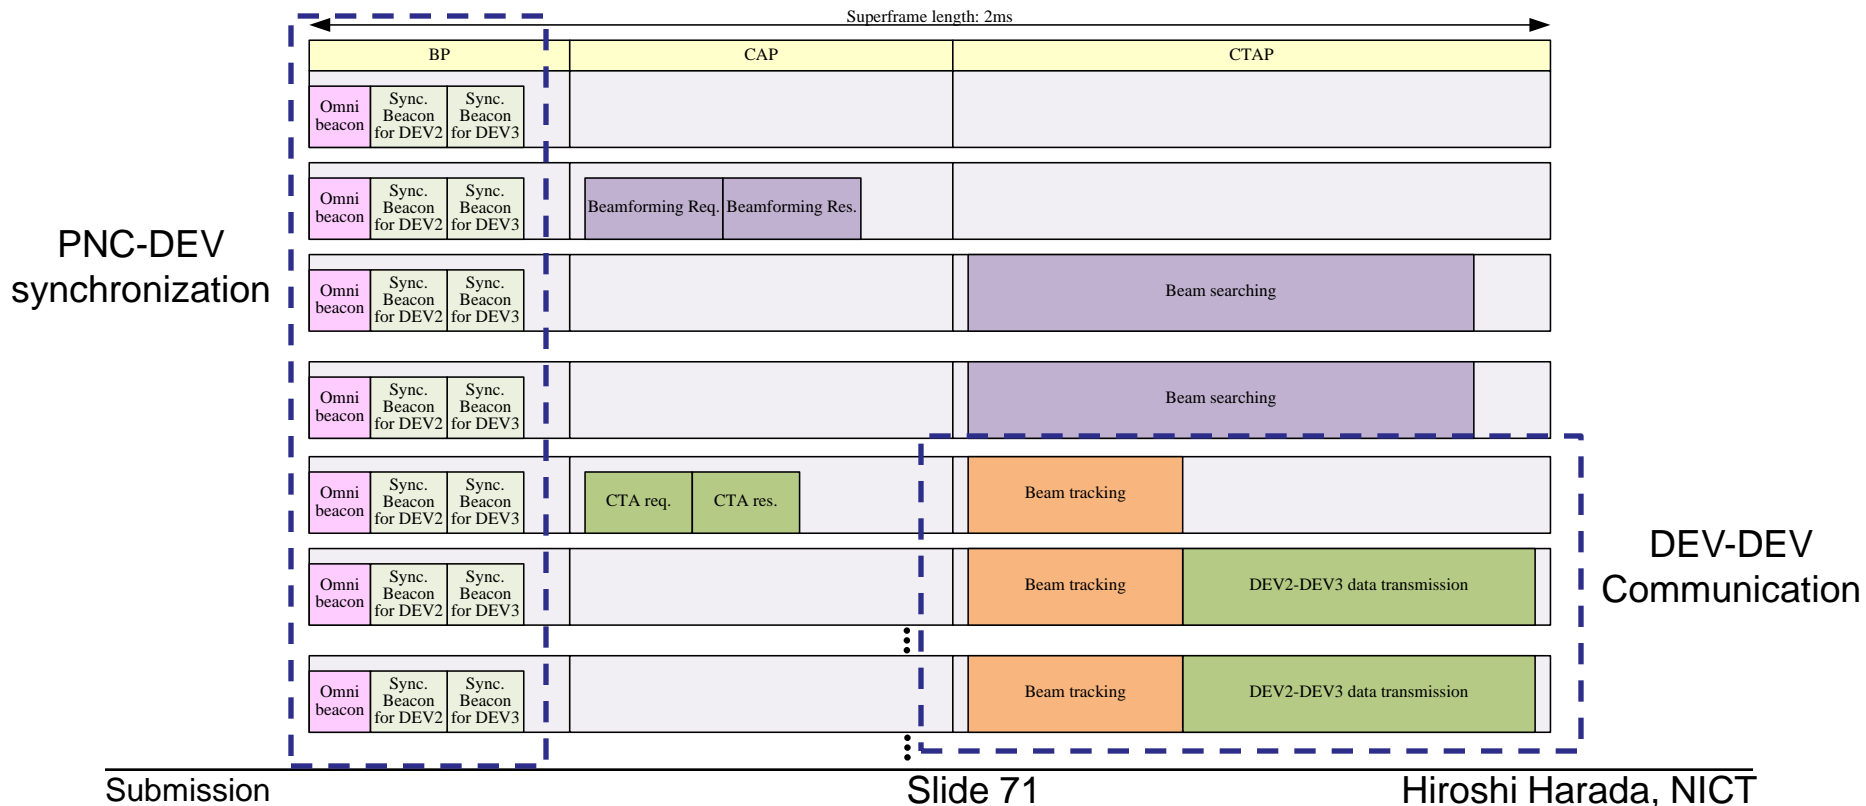 Superframe length: 2ms
BP CAP CTAP
Omni
beacon
Sync.
Beacon
for DEV2
Sync.
Beacon
for DEV3
Omni
beacon
Sync.
Beacon
for DEV2
Sync.
Beacon
for DEV3
Beamforming Req.
Beamforming Res.
PNC-DEV
synchronization
Omni
beacon
Sync.
Beacon
for DEV2
Sync.
Beacon
for DEV3
Beam searching
Omni
beacon
Sync.
Beacon
for DEV2
Sync.
Beacon
for DEV3
Beam searching
Omni
beacon
Sync.
Beacon
for DEV2
Sync.
Beacon
for DEV3
CTA req.
CTA res.
Beam tracking
Omni
beacon
Sync.
Beacon
for DEV2
Sync.
Beacon
for DEV3
Beam tracking
DEV2-DEV3 data transmission
DEV-DEV
Communication
Omni
beacon
Sync.
Beacon
for DEV2
Sync.
Beacon
for DEV3
Beam tracking
DEV2-DEV3 data transmission
Submission Slide 71 Hiroshi Harada, NICT